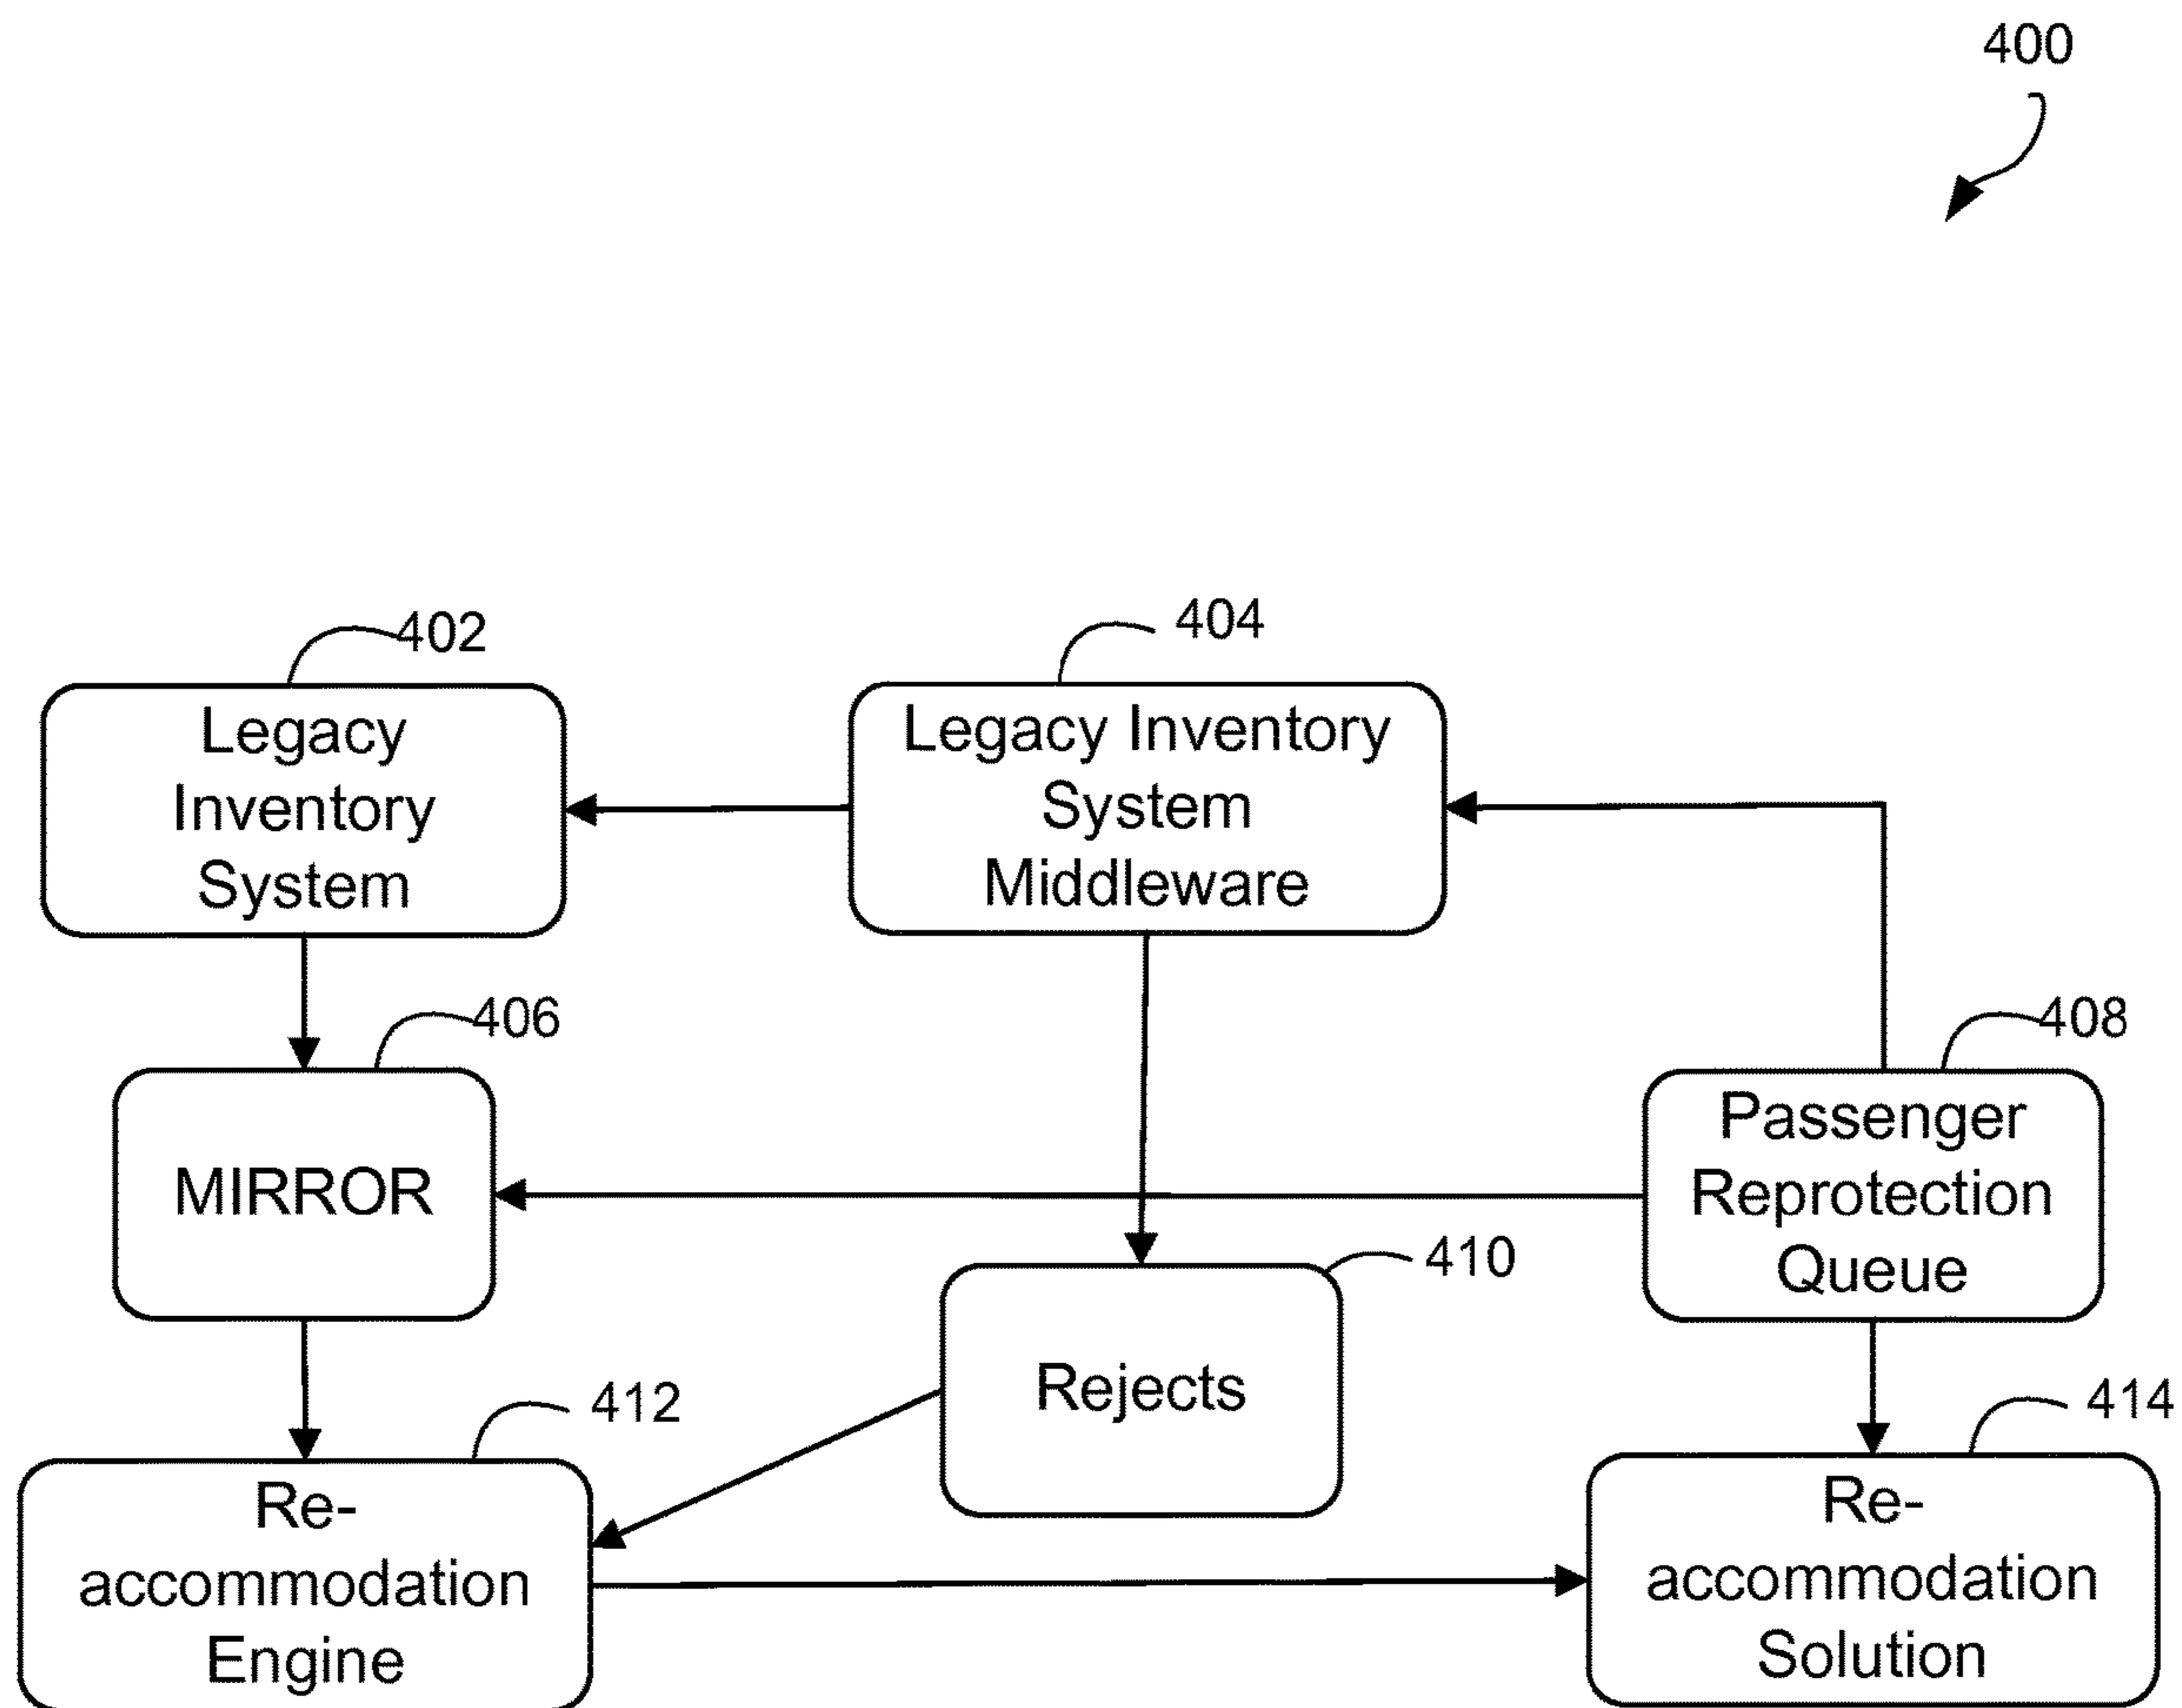 400
402
404
Legacy
Inventory
System
Legacy Inventory
System
Middleware
406
408
MIRROR
Passenger
Reprotection
Queue
410
Rejects
412
414
Re-
accommodation
Engine
Re-
accommodation
Solution